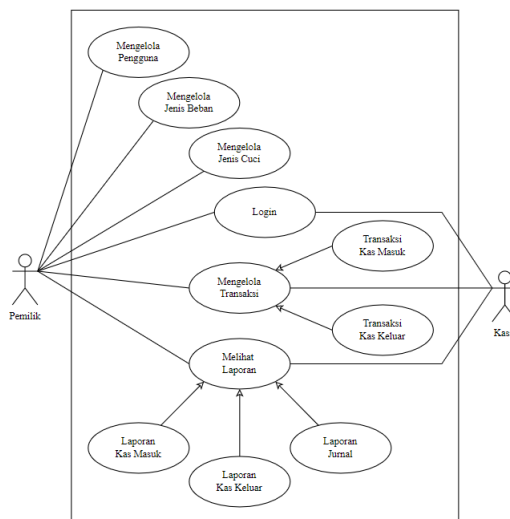 Mengelola
Pengguna
Mengelola
Jenis Beban
Mengelola
Jenis Cuci
Login
Transaksi
Kas Masuk
Mengelola
Transaksi
Pemilik
Kas
Transaksi
Kas Keluar
Melihat
Laporan
Laporan
Kas Masuk
Laporan
Kas Keluar
Laporan
Jurnal